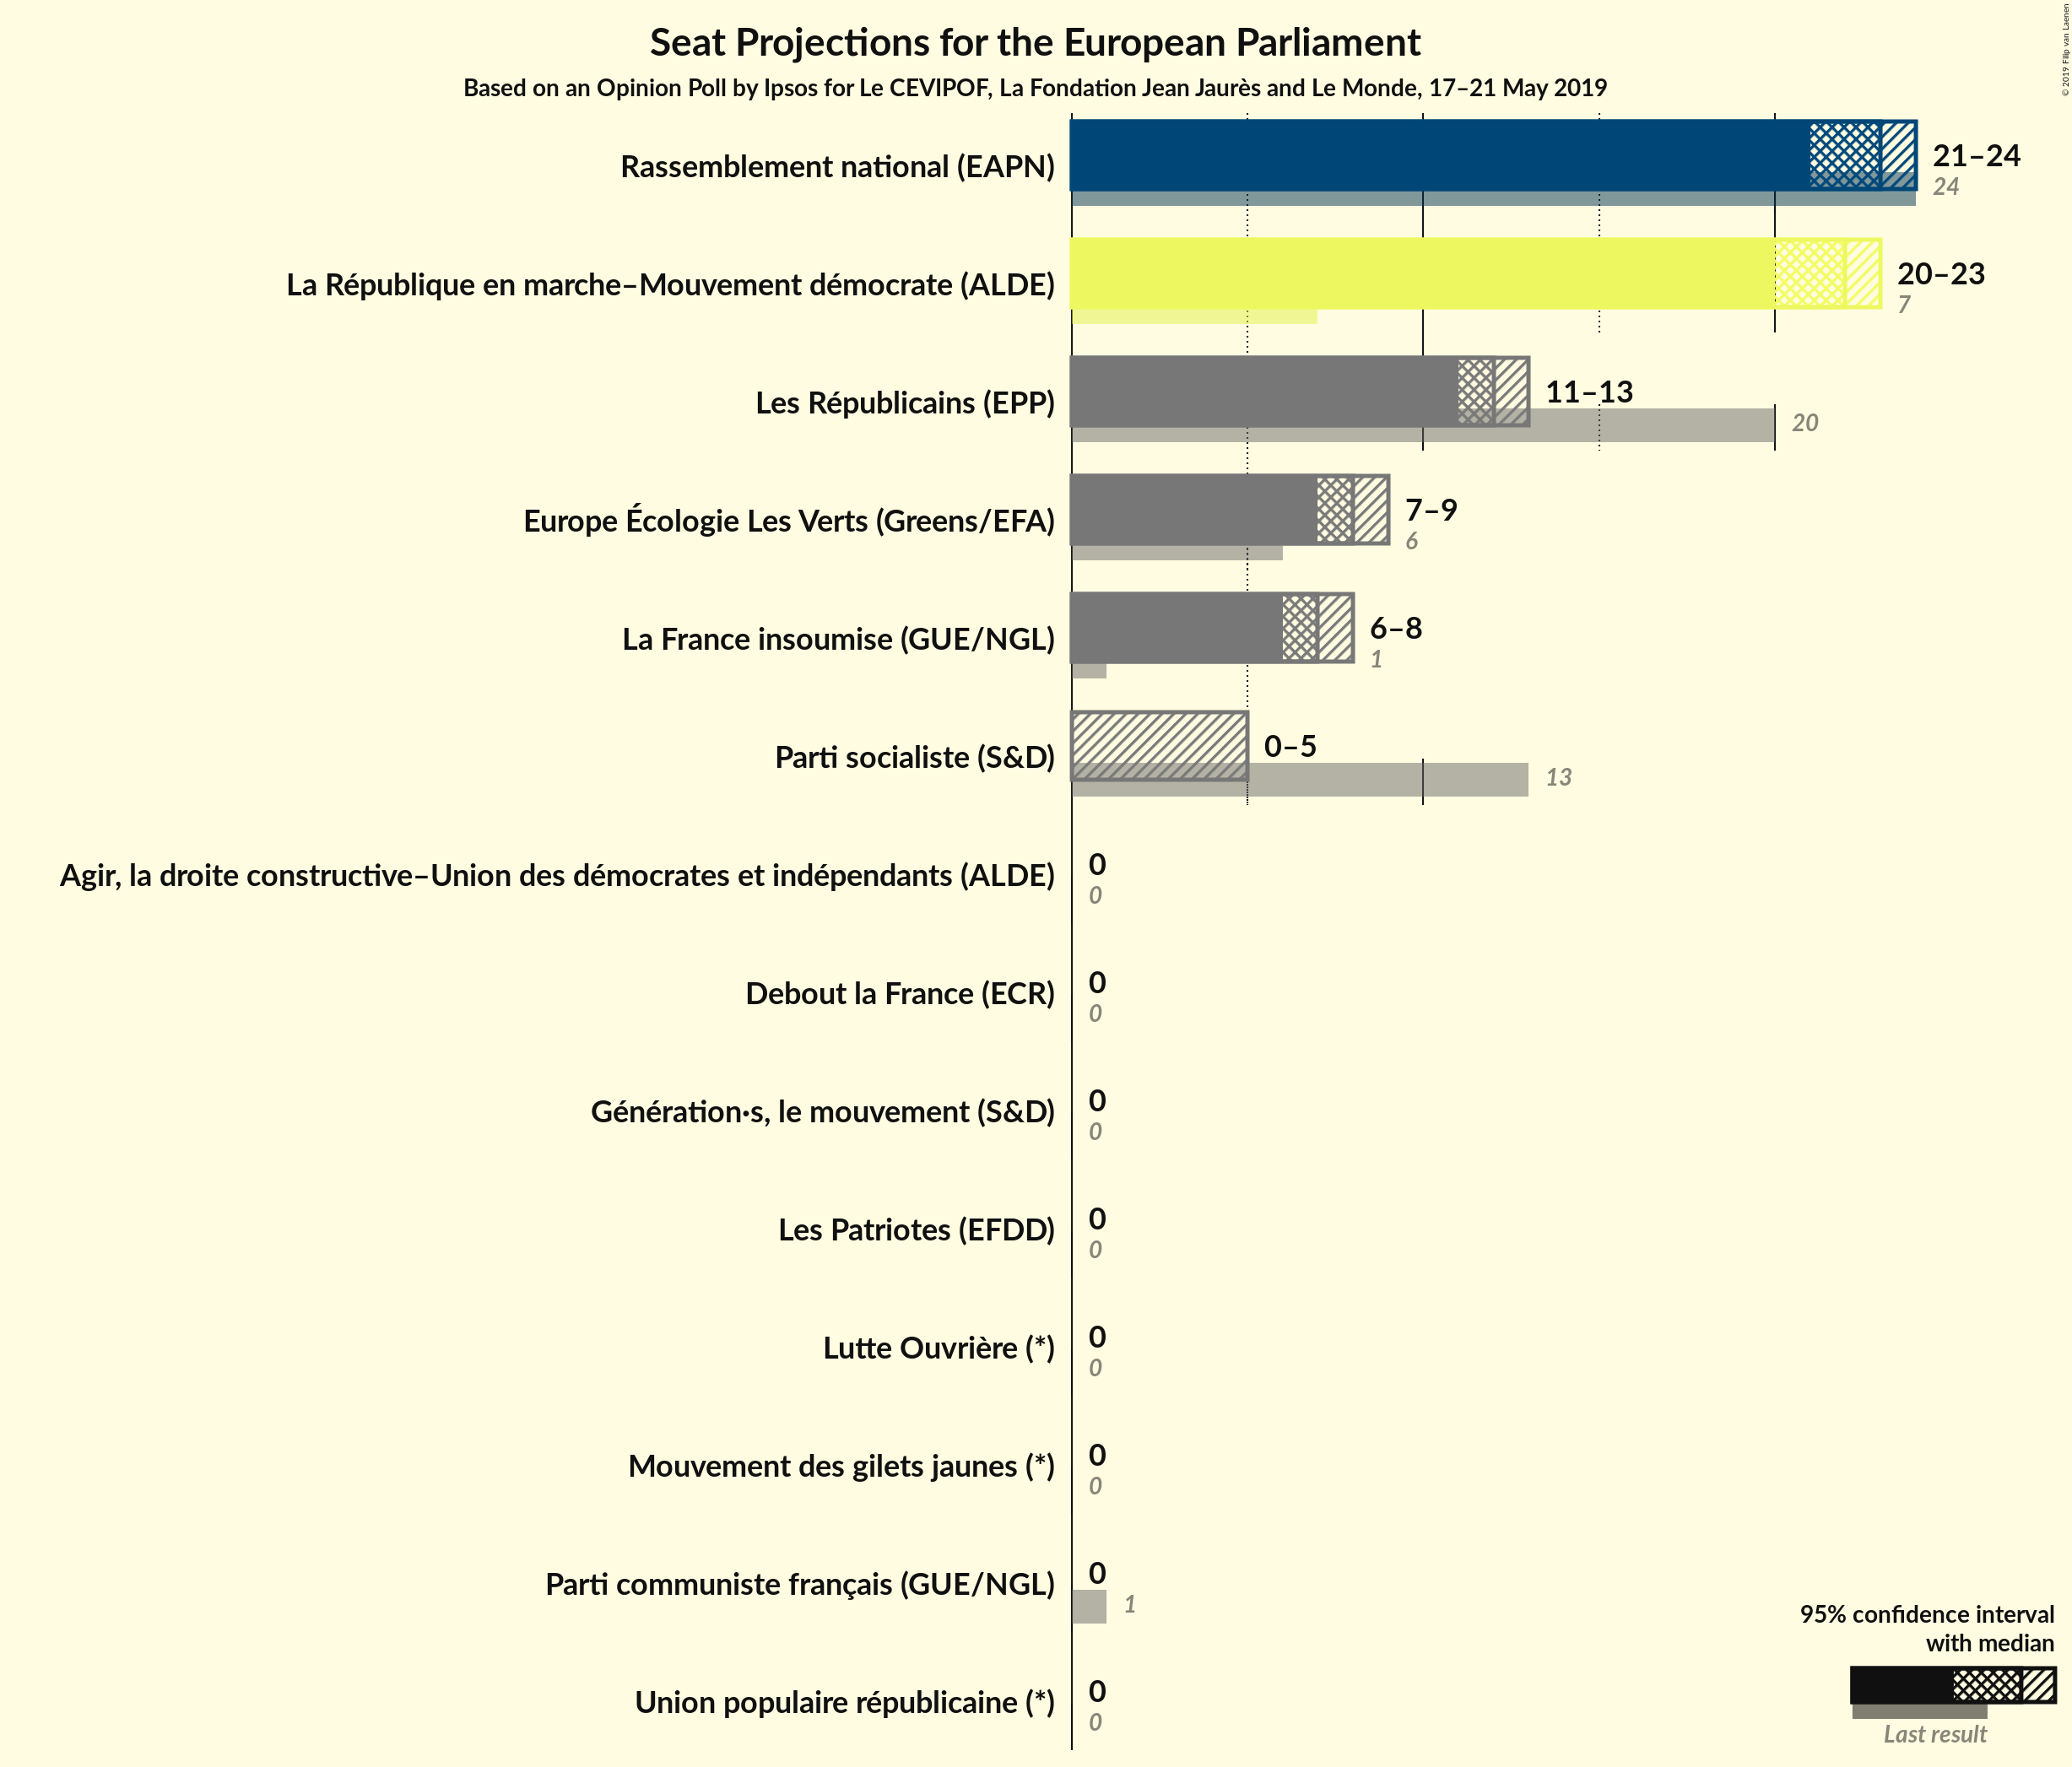 Seat Projections for the European Parliament
Based on an Opinion Poll by Ipsos for Le CEVIPOF, La Fondation Jean Jaurès and Le Monde, 17–21 May 2019
© 2019 Filip van Laenen
Rassemblement national (EAPN)
21–24
24
La République en marche–Mouvement démocrate (ALDE)
20–23
7
Les Républicains (EPP)
11–13
20
Europe Écologie Les Verts (Greens/EFA)
7–9
6
La France insoumise (GUE/NGL)
6–8
1
Parti socialiste (S&D)
0–5
13
Agir, la droite constructive–Union des démocrates et indépendants (ALDE)
0
0
Debout la France (ECR)
0
0
Génération·s, le mouvement (S&D)
0
0
Les Patriotes (EFDD)
0
0
Lutte Ouvrière (*)
0
0
Mouvement des gilets jaunes (*)
0
0
Parti communiste français (GUE/NGL)
0
1
Union populaire républicaine (*)
0
0
95% confidence interval
with median
Last result